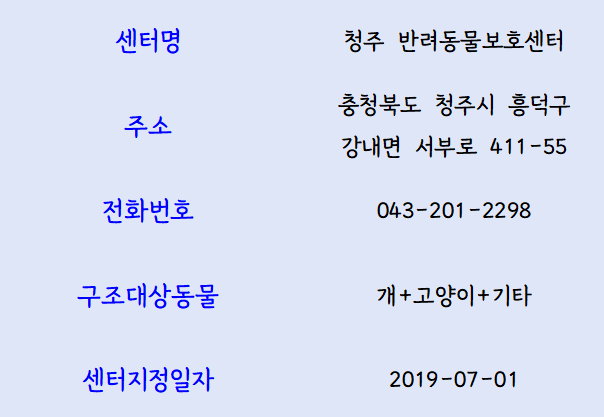 센터명 청주 반려동물보호센터
주소 충청북도 청주시 흥덕구
강내면 서부로 411-55
전화번호 043-201-2298
구조대상동물 개+고양이+기타
센터지정일자 2019-07-01